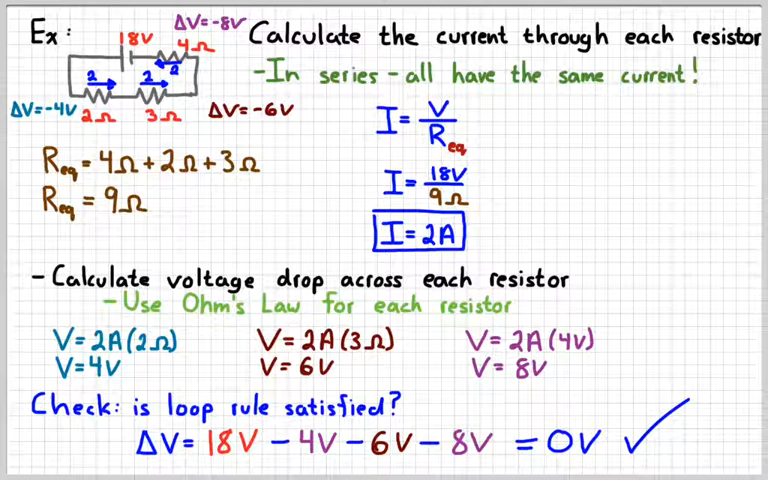 Ex:
18V
ΔV=-8V
4Ω
2
2
2
ΔV=-4V
2Ω
3Ω
ΔV=-6V
Calculate the current through each resistor
-In series - all have the same current!
Req = 4Ω+2Ω+3Ω
Req = 9Ω
I = V/Req
I = 18V/9Ω
I = 2A
- Calculate voltage drop across each resistor
- Use Ohm's Law for each resistor
V = 2A(2Ω) V = 2A(3Ω) V = 2A(4V)
V = 4V V = 6V V = 8V
Check: is loop rule satisfied?
ΔV = 18V - 4V - 6V - 8V = 0V ✓